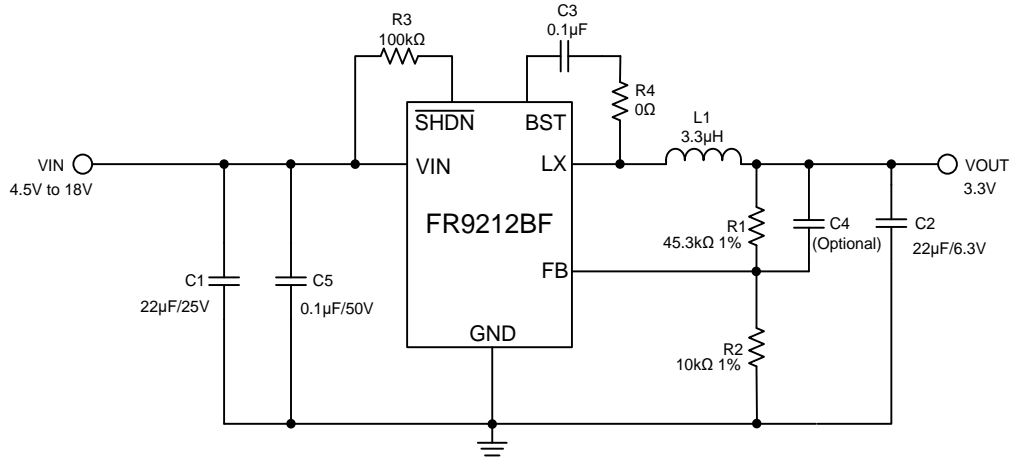 C3
0.1µF
R3
100kΩ
R4
0Ω
SHDN
BST
L1
3.3µH
VIN
4.5V to 18V
VIN
LX
VOUT
3.3V
FR9212BF
R1
45.3kΩ 1%
C4
(Optional)
C2
22µF/6.3V
FB
C1
22µF/25V
C5
0.1µF/50V
GND
R2
10kΩ 1%